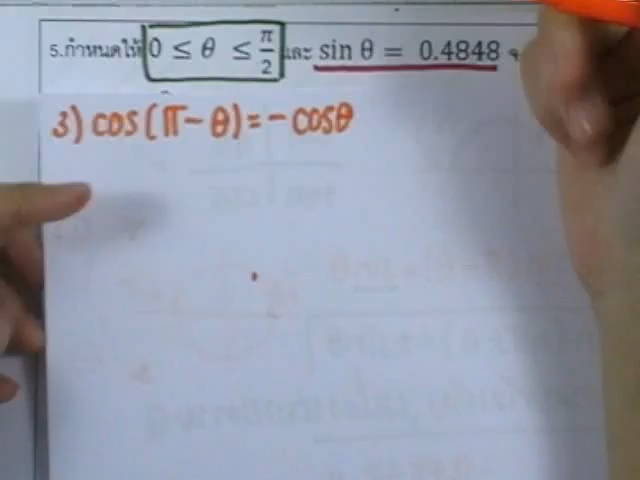 5.กำหนดให้ 0 ≤ θ ≤ π/2 และ sin θ = 0.4848
3) cos(π - θ) = - cosθ